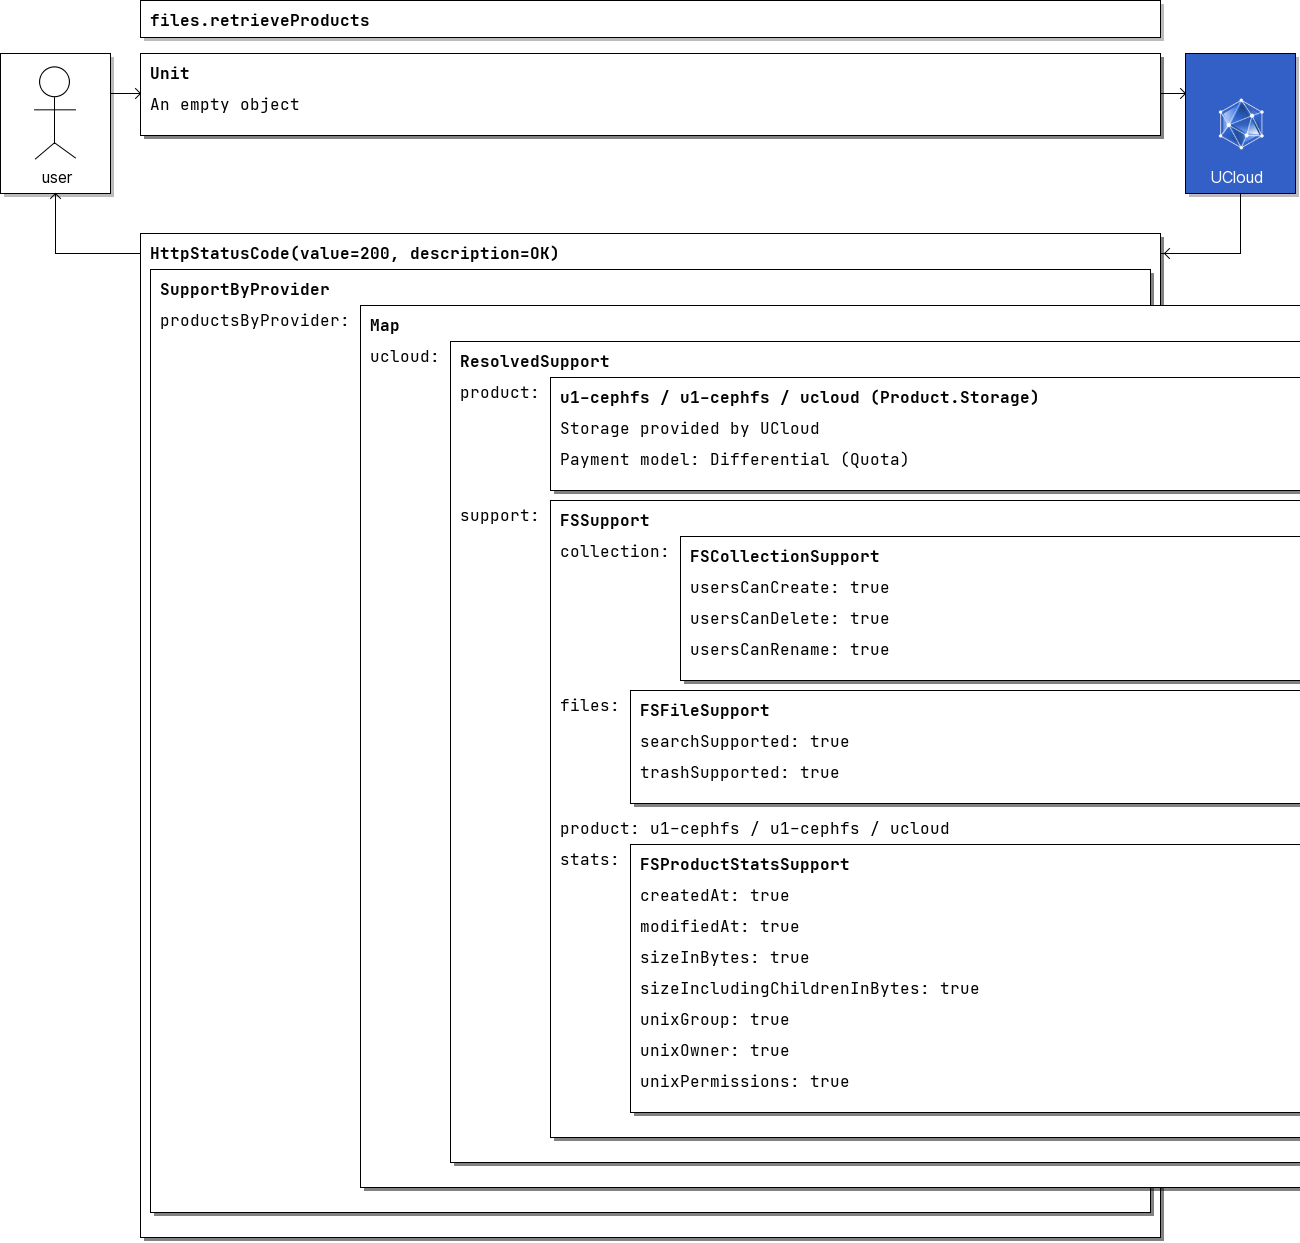 files.retrieveProducts
Unit
An empty object
user
UCloud
HttpStatusCode(value=200, description=OK)
SupportByProvider
productsByProvider:
Map
ucloud:
ResolvedSupport
product:
u1-cephfs / u1-cephfs / ucloud (Product.Storage)
Storage provided by UCloud
Payment model: Differential (Quota)
support:
FSSupport
collection:
FSCollectionSupport
usersCanCreate: true
usersCanDelete: true
usersCanRename: true
files:
FSFileSupport
searchSupported: true
trashSupported: true
product: u1-cephfs / u1-cephfs / ucloud
stats:
FSProductStatsSupport
createdAt: true
modifiedAt: true
sizeInBytes: true
sizeIncludingChildrenInBytes: true
unixGroup: true
unixOwner: true
unixPermissions: true